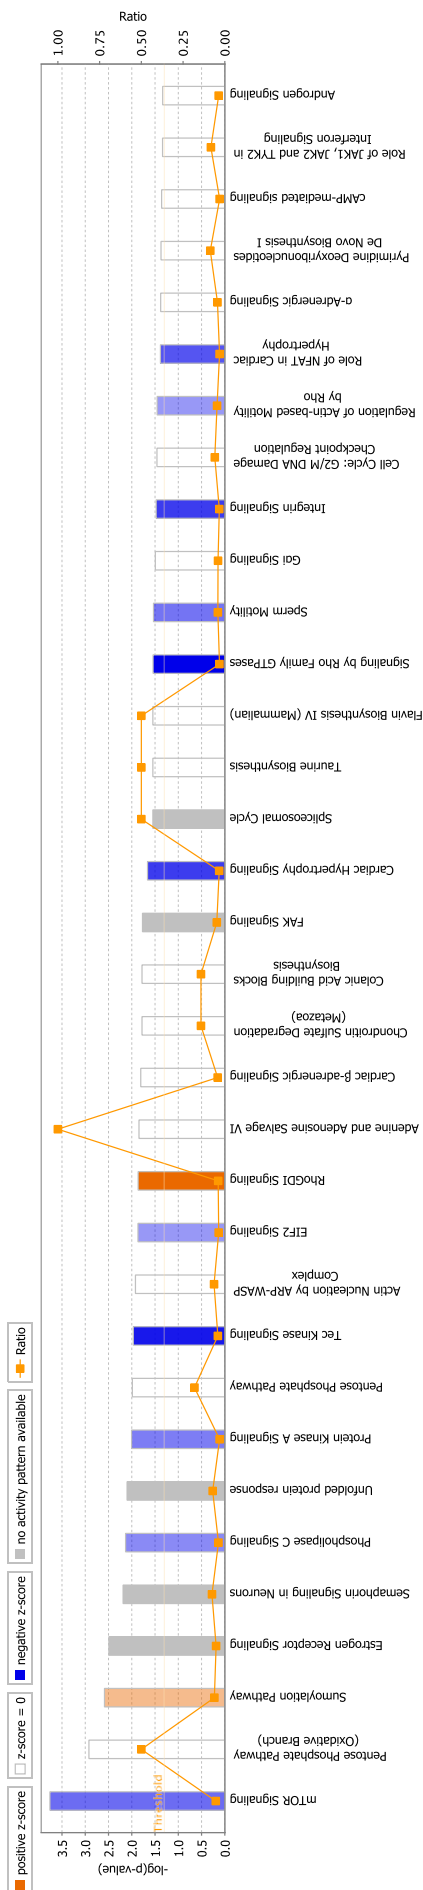 positive z-score
z-score = 0
negative z-score
no activity pattern available
Ratio
-log(p-value)
0.0
0.5
1.0
1.5
2.0
2.5
3.0
3.5
Threshold
Ratio
0.00
0.25
0.50
0.75
1.00
mTOR Signaling
Pentose Phosphate Pathway
(Oxidative Branch)
Sumoylation Pathway
Estrogen Receptor Signaling
Semaphorin Signaling in Neurons
Phospholipase C Signaling
Unfolded protein response
Protein Kinase A Signaling
Pentose Phosphate Pathway
Tec Kinase Signaling
Actin Nucleation by ARP-WASP
Complex
EIF2 Signaling
RhoGDI Signaling
Adenine and Adenosine Salvage VI
Cardiac β-adrenergic Signaling
Chondroitin Sulfate Degradation
(Metazoa)
Colanic Acid Building Blocks
Biosynthesis
FAK Signaling
Cardiac Hypertrophy Signaling
Spliceosomal Cycle
Taurine Biosynthesis
Flavin Biosynthesis IV (Mammalian)
Signaling by Rho Family GTPases
Sperm Motility
Gαi Signaling
Integrin Signaling
Cell Cycle: G2/M DNA Damage
Checkpoint Regulation
Regulation of Actin-based Motility
by Rho
Role of NFAT in Cardiac
Hypertrophy
α-Adrenergic Signaling
Pyrimidine Deoxyribonucleotides
De Novo Biosynthesis I
cAMP-mediated signaling
Role of JAK1, JAK2 and TYK2 in
Interferon Signaling
Androgen Signaling